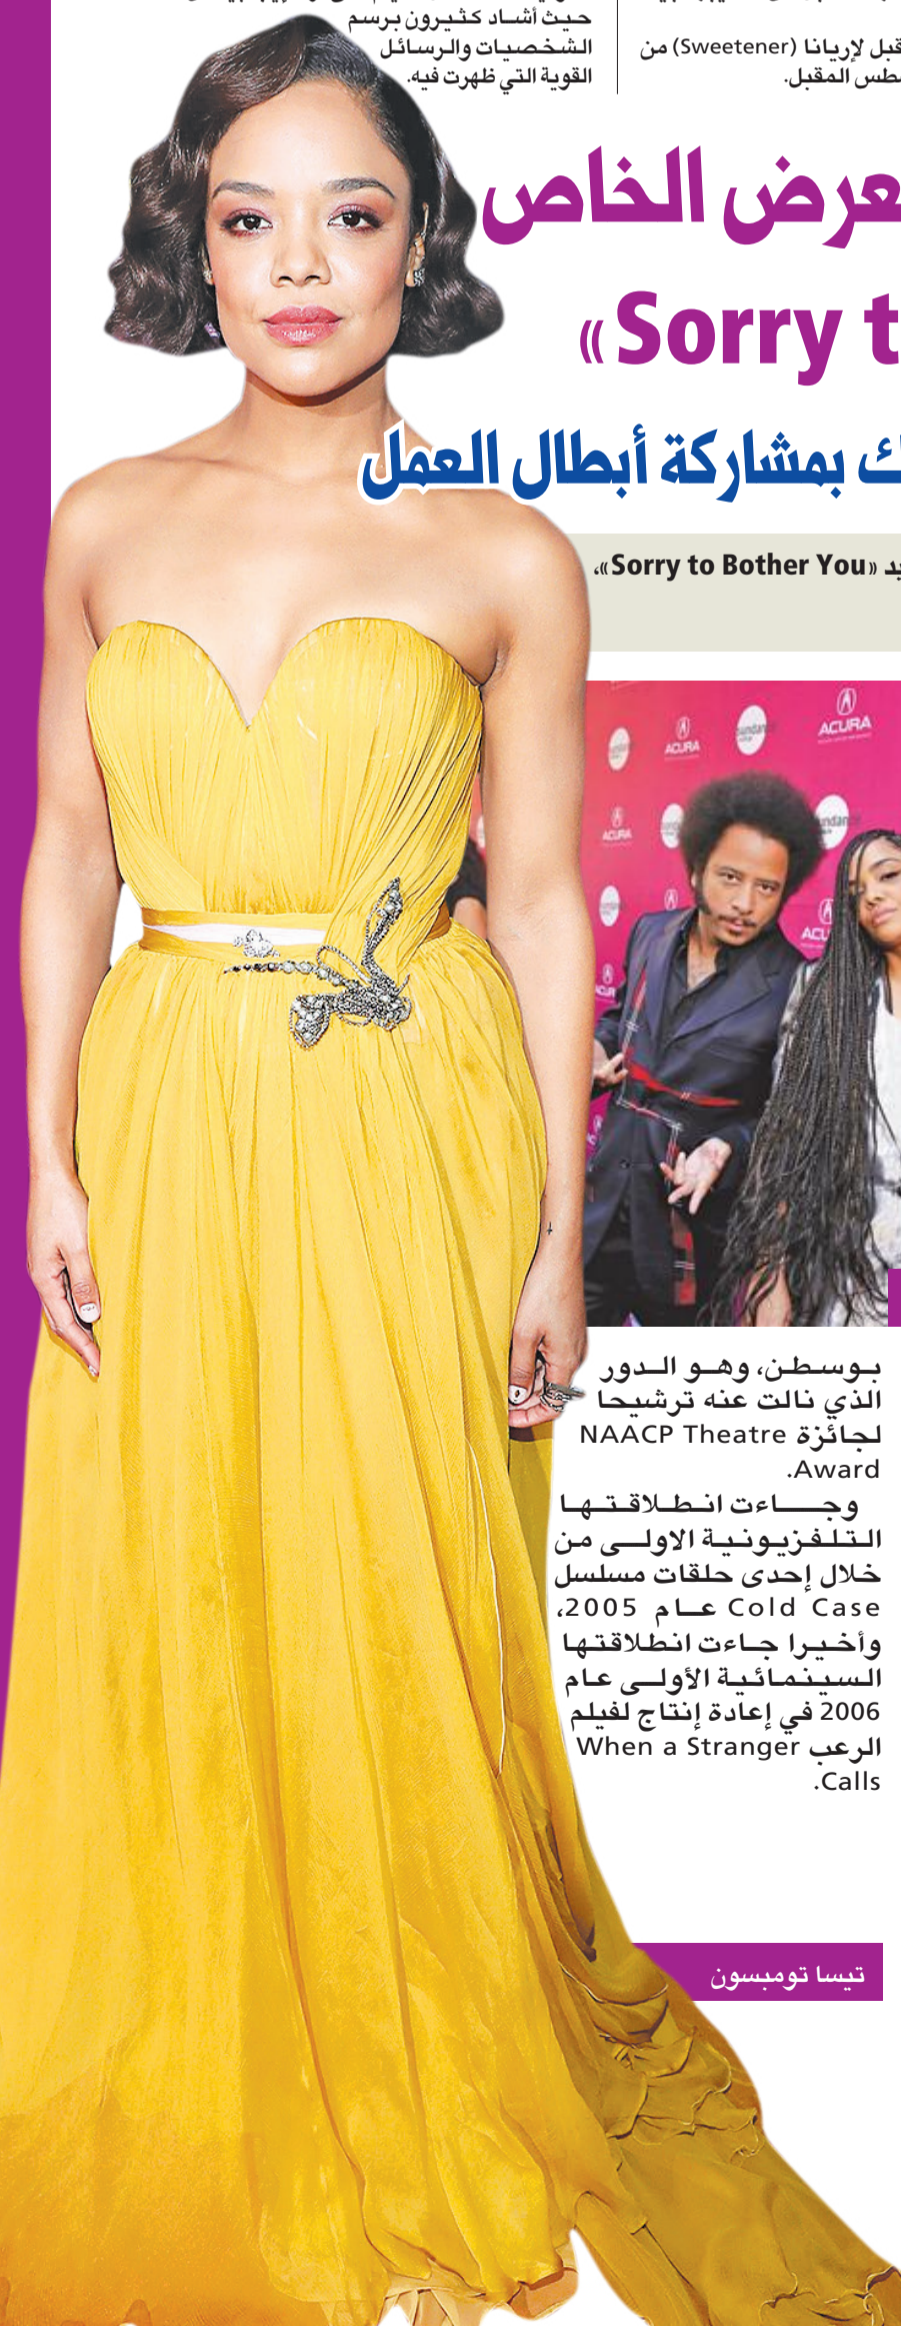 حيث أشاد كثيرون برسم
الشخصيات والرسائل
القوية التي ظهرت فيه.
قبل لإريانا (Sweetener) من
المقبل.
الخاص
Sorry t»
بمشاركة أبطال العمل
«Sorry to Bother You»،
ACURA
ACURA
ACURA
بوسطن، وهو الدور
الذي نالت عنه ترشيحا
لجائزة NAACP Theatre
Award.
وجاءت انطلاقتها
التلفزيونية الاولى من
خلال إحدى حلقات مسلسل
Cold Case عام 2005،
وأخيرا جاءت انطلاقتها
السينمائية الأولى عام
2006 في إعادة إنتاج لفيلم
الرعب When a Stranger
Calls.
تيسا تومبسون